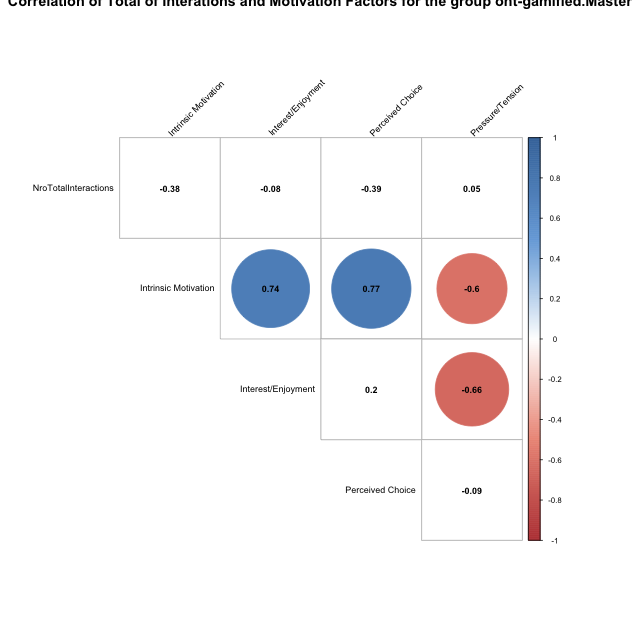 Correlation of Total of Interations and Motivation Factors for the group ont-gamified.Master
Intrinsic Motivation
Interest/Enjoyment
Perceived Choice
Pressure/Tension
NroTotalInteractions -0.38 -0.08 -0.39 0.05
Intrinsic Motivation 0.74 0.77 -0.6
Interest/Enjoyment 0.2 -0.66
Perceived Choice -0.09
1
0.8
0.6
0.4
0.2
0
-0.2
-0.4
-0.6
-0.8
-1